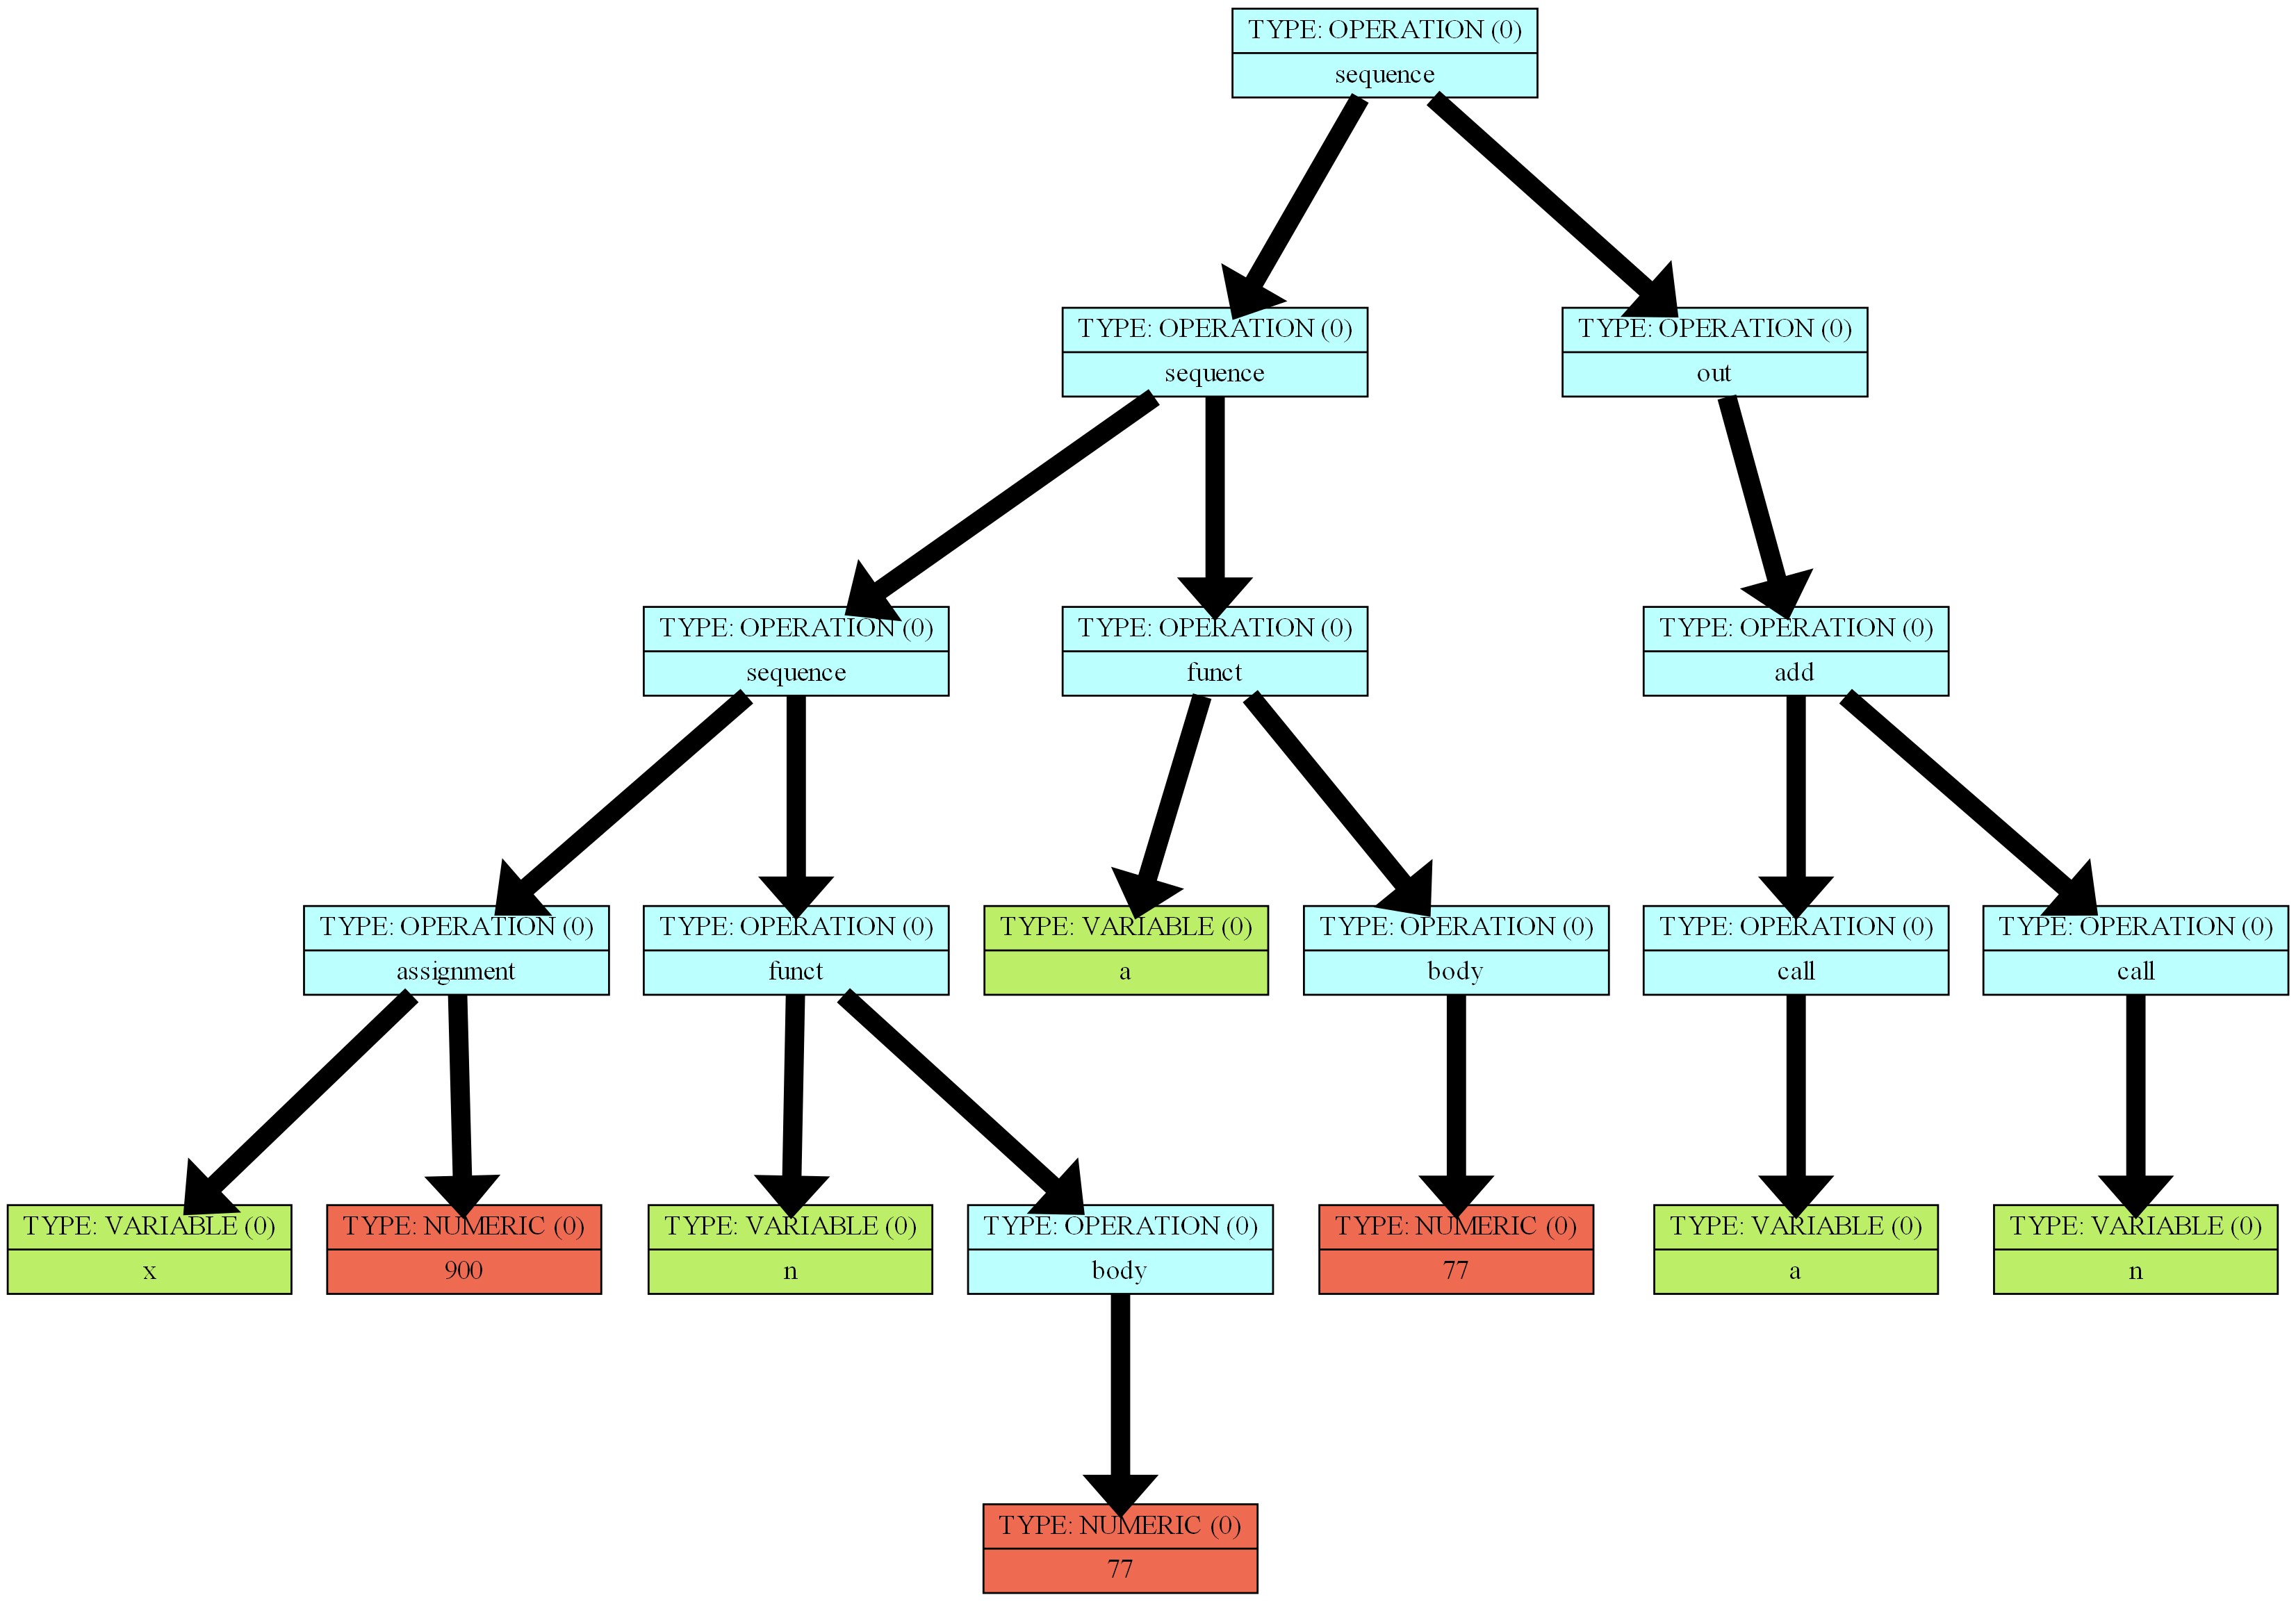 TYPE: OPERATION (0)
sequence
TYPE: OPERATION (0)
sequence
TYPE: OPERATION (0)
out
TYPE: OPERATION (0)
sequence
TYPE: OPERATION (0)
funct
TYPE: OPERATION (0)
add
TYPE: OPERATION (0)
assignment
TYPE: OPERATION (0)
funct
TYPE: VARIABLE (0)
a
TYPE: OPERATION (0)
body
TYPE: OPERATION (0)
call
TYPE: OPERATION (0)
call
TYPE: VARIABLE (0)
x
TYPE: NUMERIC (0)
900
TYPE: VARIABLE (0)
n
TYPE: OPERATION (0)
body
TYPE: NUMERIC (0)
77
TYPE: VARIABLE (0)
a
TYPE: VARIABLE (0)
n
TYPE: NUMERIC (0)
77